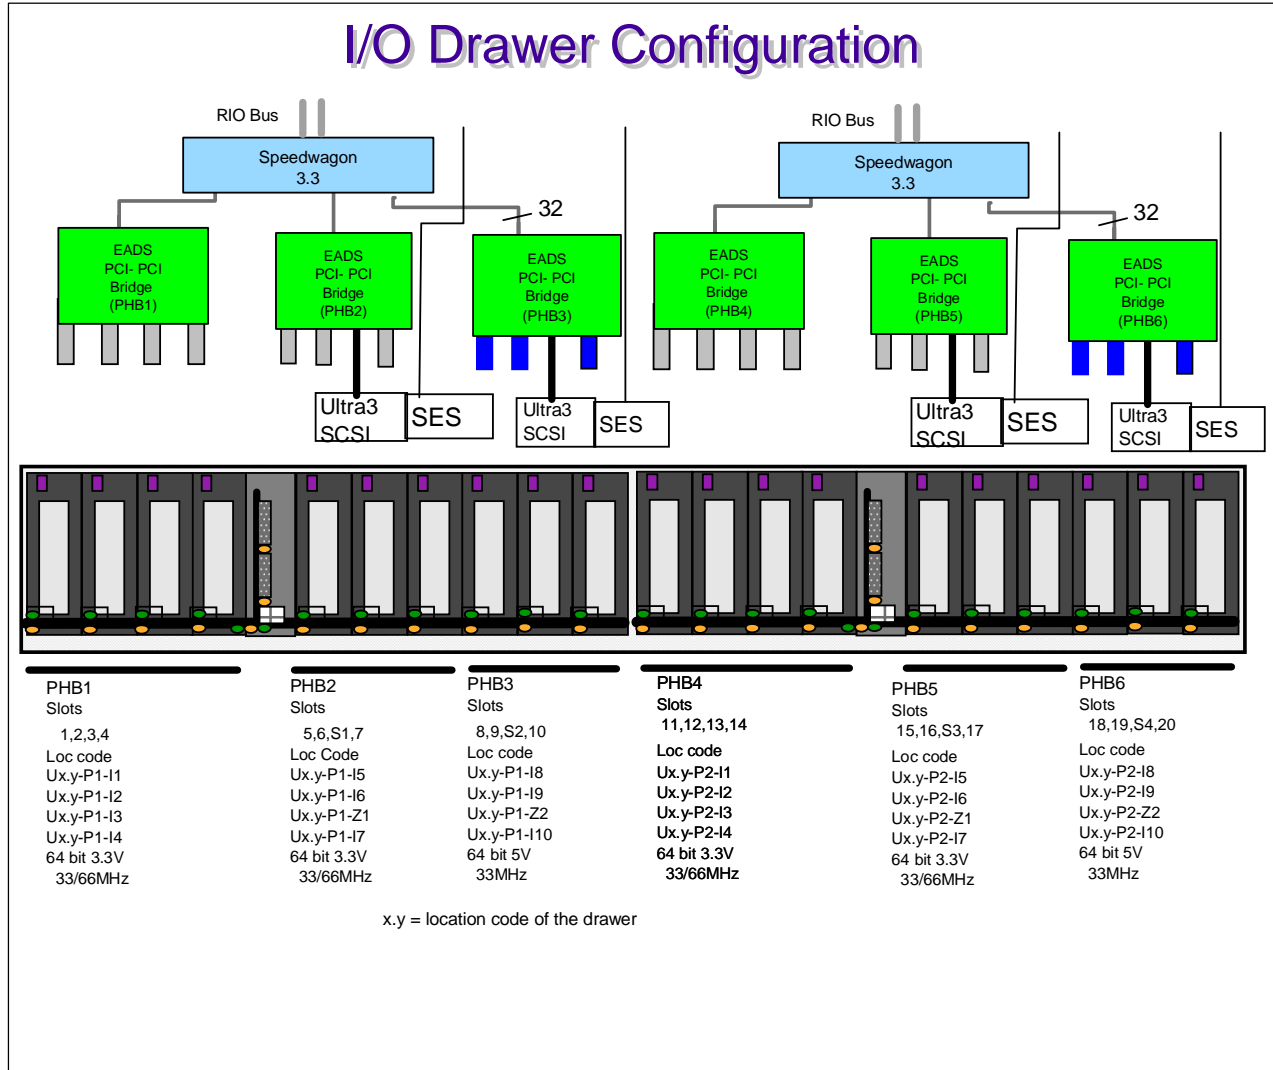 I/O Drawer Configuration
RIO Bus
Speedwagon
3.3
32
EADS
PCI- PCI
Bridge
(PHB1)
EADS
PCI- PCI
Bridge
(PHB2)
EADS
PCI- PCI
Bridge
(PHB3)
Ultra3
SCSI
SES
Ultra3
SCSI
SES
RIO Bus
Speedwagon
3.3
32
EADS
PCI- PCI
Bridge
(PHB4)
EADS
PCI- PCI
Bridge
(PHB5)
EADS
PCI- PCI
Bridge
(PHB6)
Ultra3
SCSI
SES
Ultra3
SCSI
SES
PHB1
Slots
1,2,3,4
Loc code
Ux.y-P1-I1
Ux.y-P1-I2
Ux.y-P1-I3
Ux.y-P1-I4
64 bit 3.3V
33/66MHz
PHB2
Slots
5,6,S1,7
Loc Code
Ux.y-P1-I5
Ux.y-P1-I6
Ux.y-P1-Z1
Ux.y-P1-I7
64 bit 3.3V
33/66MHz
PHB3
Slots
8,9,S2,10
Loc code
Ux.y-P1-I8
Ux.y-P1-I9
Ux.y-P1-Z2
Ux.y-P1-I10
64 bit 5V
33MHz
PHB4
Slots
11,12,13,14
Loc code
Ux.y-P2-I1
Ux.y-P2-I2
Ux.y-P2-I3
Ux.y-P2-I4
64 bit 3.3V
33/66MHz
PHB5
Slots
15,16,S3,17
Loc code
Ux.y-P2-I5
Ux.y-P2-I6
Ux.y-P2-Z1
Ux.y-P2-I7
64 bit 3.3V
33/66MHz
PHB6
Slots
18,19,S4,20
Loc code
Ux.y-P2-I8
Ux.y-P2-I9
Ux.y-P2-Z2
Ux.y-P2-I10
64 bit 5V
33MHz
x.y = location code of the drawer